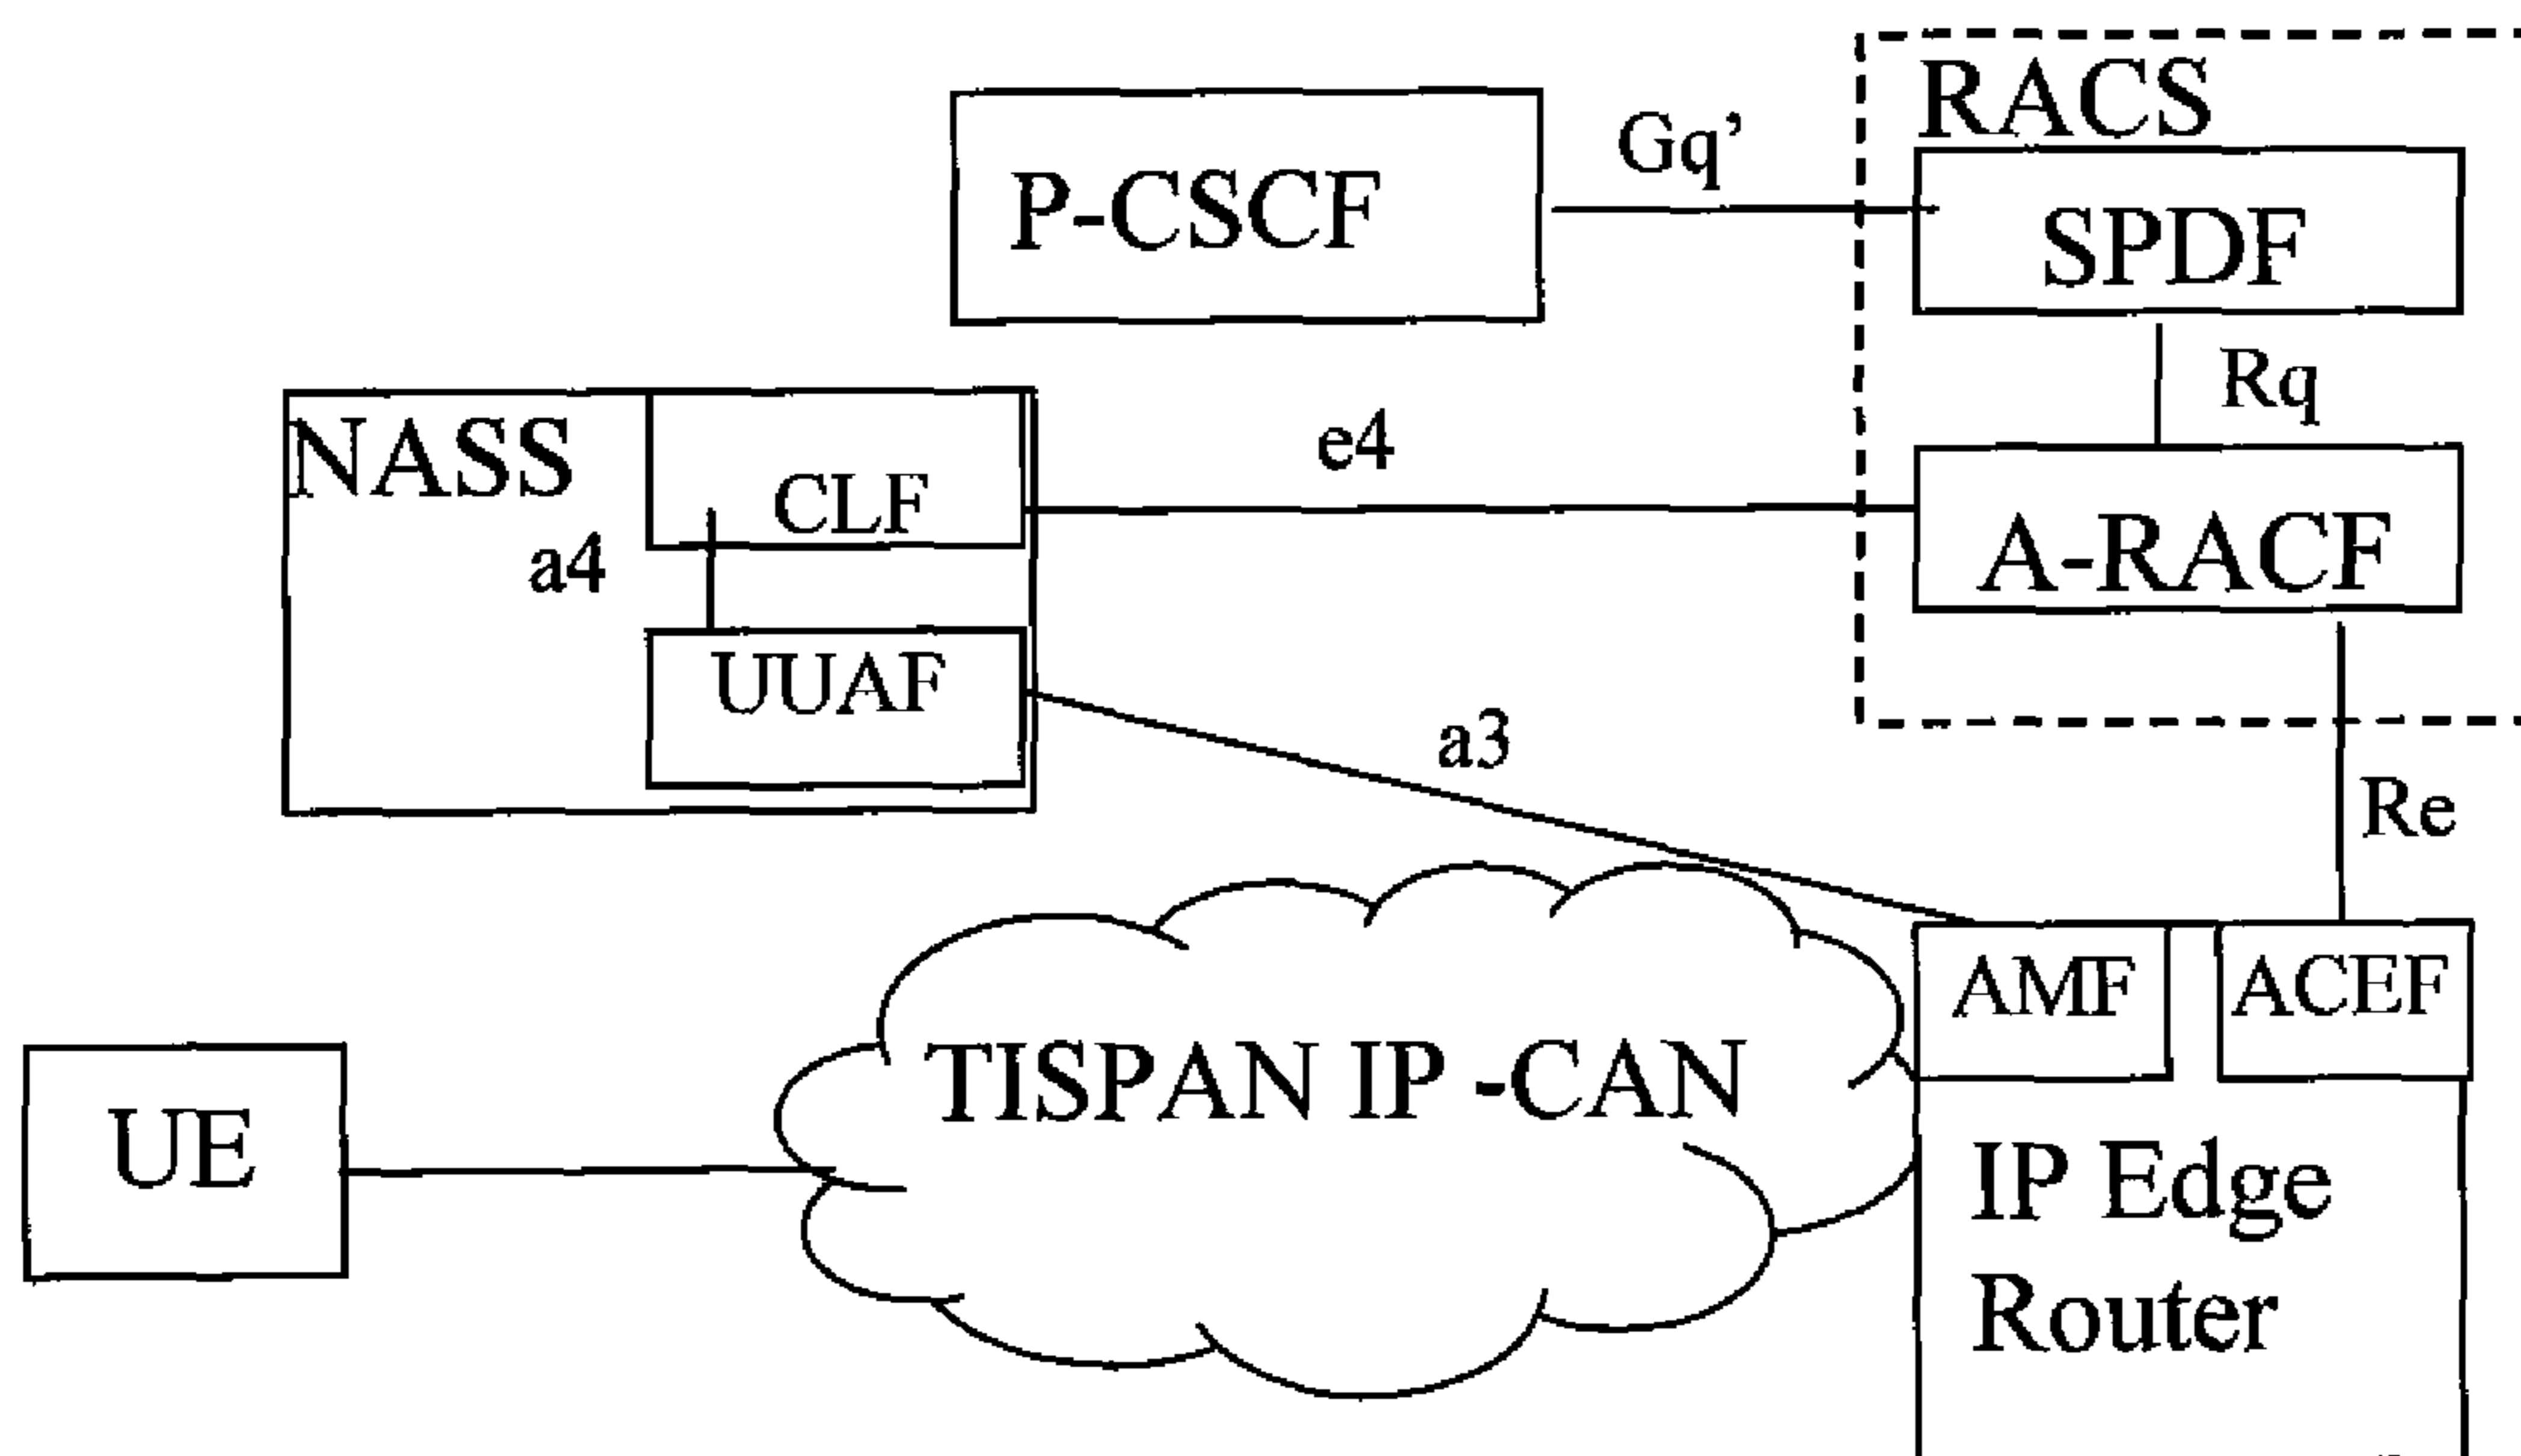 RACS
Gq’
P-CSCF
SPDF
Rq
NASS
e4
CLF
A-RACF
a4
UUAF
a3
Re
AMF
ACEF
TISPAN IP -CAN
UE
IP Edge
Router